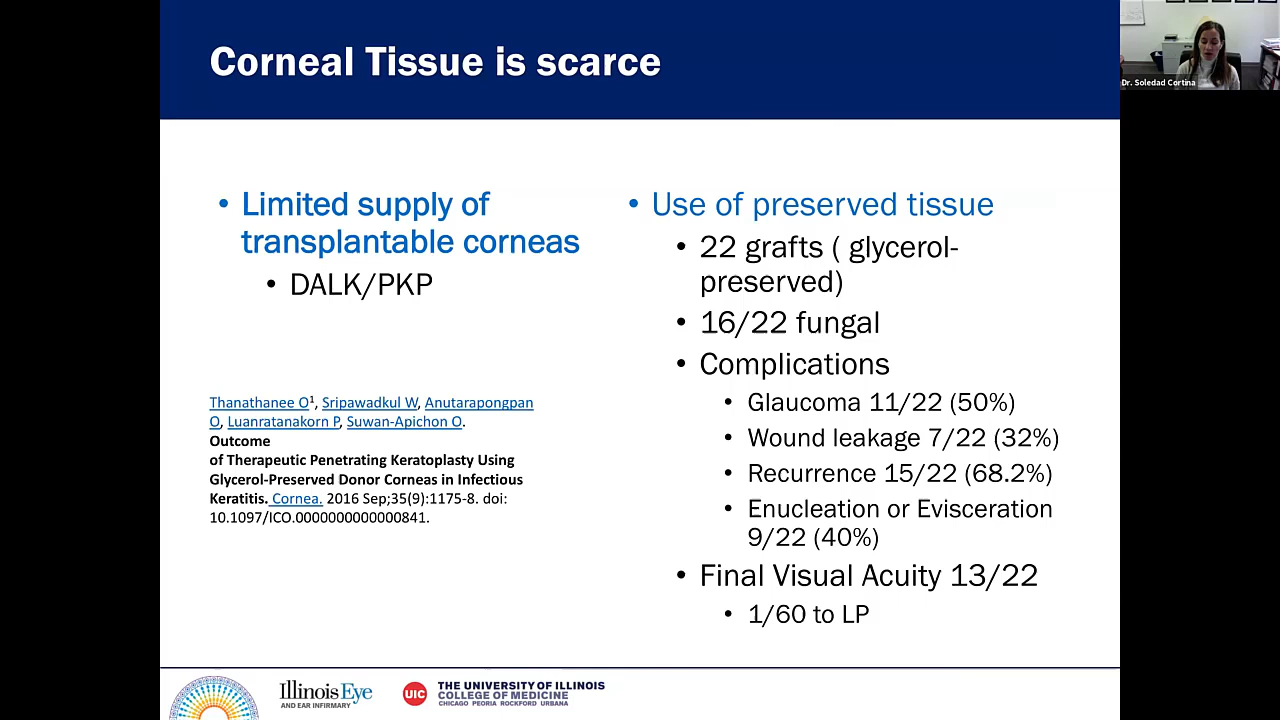 Corneal Tissue is scarce
Dr. Soledad Cortina
• Limited supply of
transplantable corneas
• DALK/PKP
Thanathanee O¹, Sripawadkul W, Anutarapongpan
O, Luanratanakorn P, Suwan-Apichon O.
Outcome
of Therapeutic Penetrating Keratoplasty Using
Glycerol-Preserved Donor Corneas in Infectious
Keratitis. Cornea. 2016 Sep;35(9):1175-8. doi:
10.1097/ICO.0000000000000841.
• Use of preserved tissue
• 22 grafts ( glycerol-
preserved)
• 16/22 fungal
• Complications
• Glaucoma 11/22 (50%)
• Wound leakage 7/22 (32%)
• Recurrence 15/22 (68.2%)
• Enucleation or Evisceration
9/22 (40%)
• Final Visual Acuity 13/22
• 1/60 to LP
Illinois Eye
AND EAR INFIRMARY
UIC
THE UNIVERSITY OF ILLINOIS
COLLEGE OF MEDICINE
CHICAGO PEORIA ROCKFORD URBANA